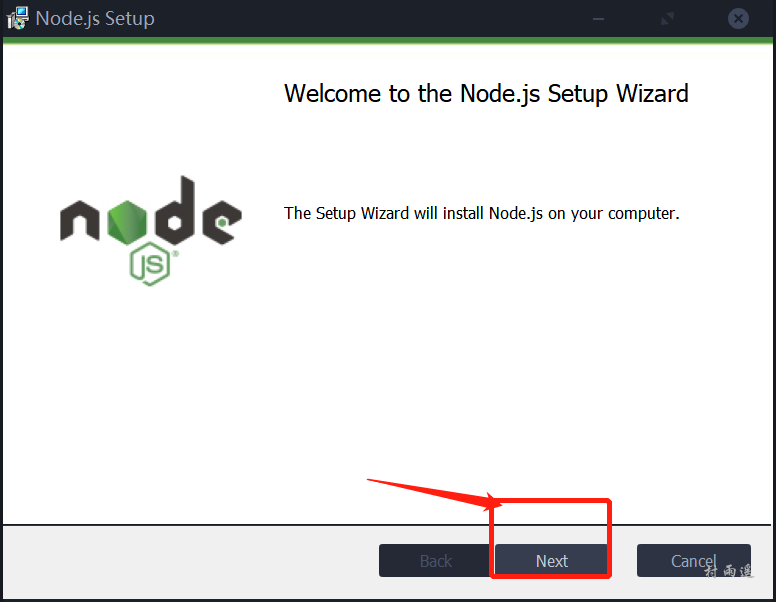 Node.js Setup
Welcome to the Node.js Setup Wizard
node
JS
The Setup Wizard will install Node.js on your computer.
Back
Next
Cancel
村雨遥